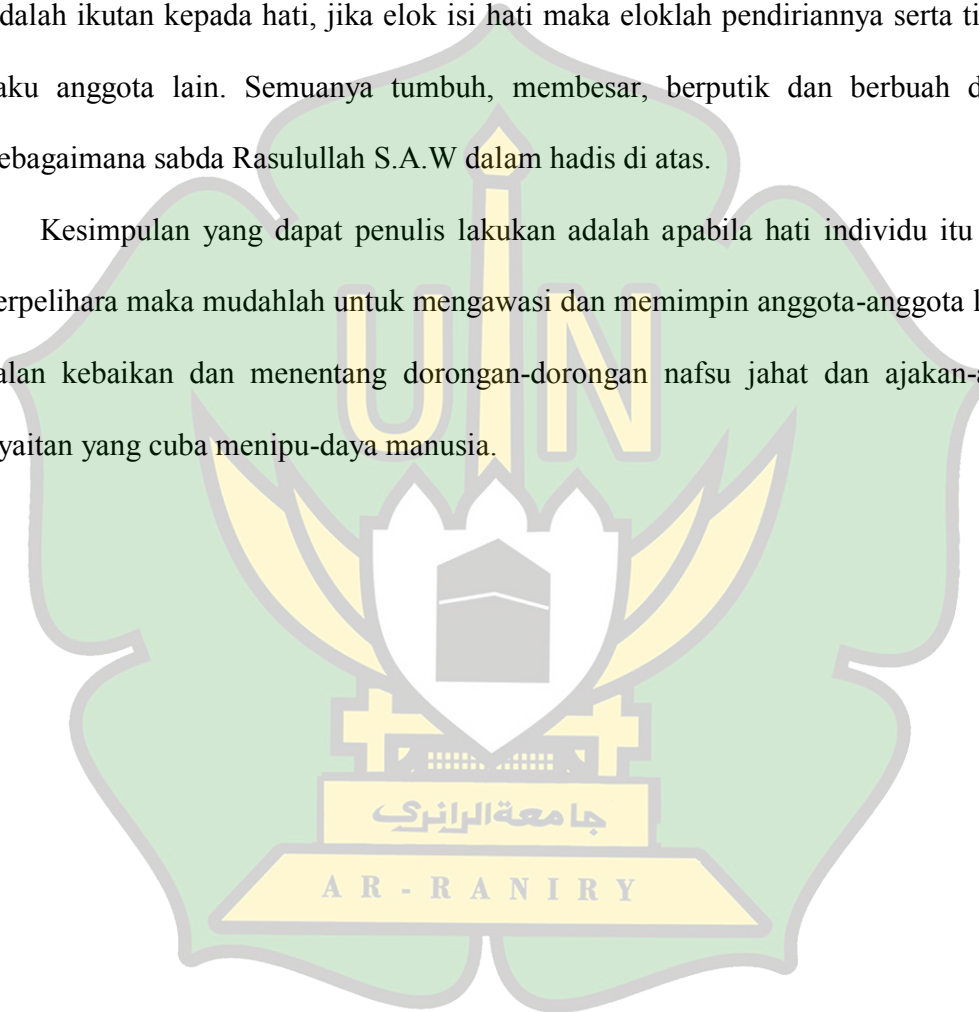 dalah ikutan kepada hati, jika elok isi hati maka eloklah pendiriannya serta ti
aku anggota lain. Semuanya tumbuh, membesar, berputik dan berbuah d
ebagaimana sabda Rasulullah S.A.W dalam hadis di atas.
Kesimpulan yang dapat penulis lakukan adalah apabila hati individu itu
erpelihara maka mudahlah untuk mengawasi dan memimpin anggota-anggota l
alan kebaikan dan menentang dorongan-dorongan nafsu jahat dan ajakan-a
yaitan yang cuba menipu-daya manusia.
UIN
جامعةالرانري
AR-RANIRY